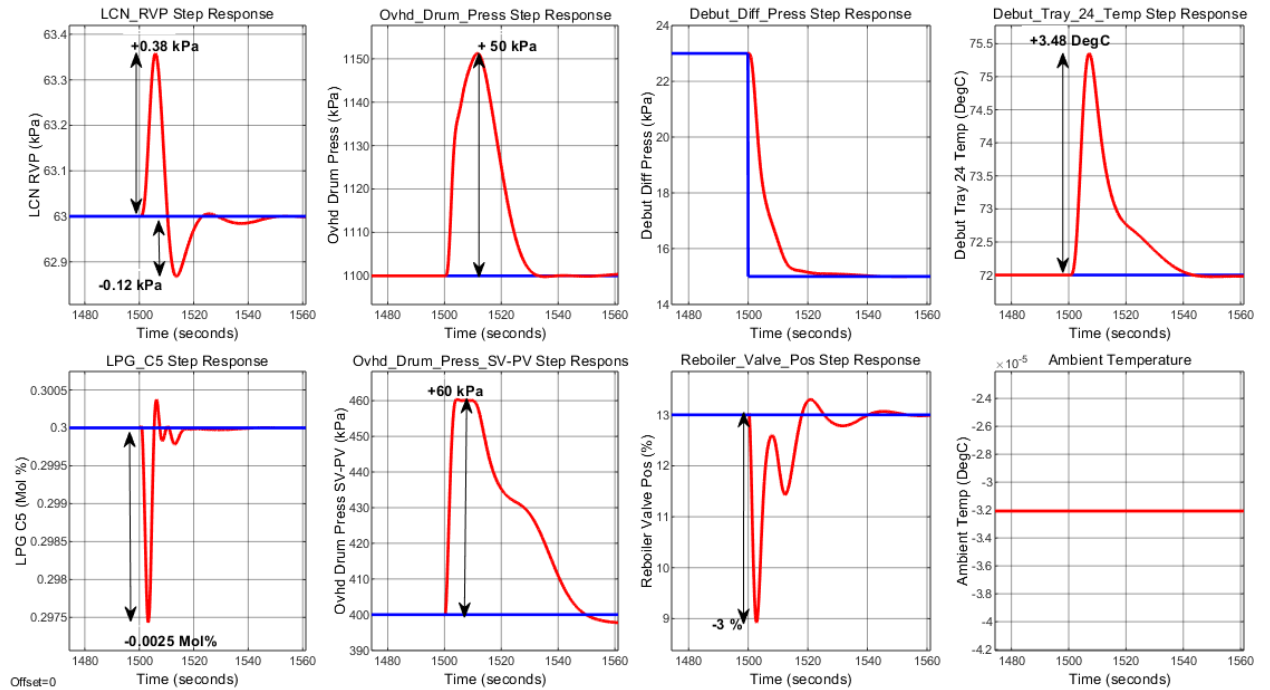 LCN_RVP Step Response
63.4
63.3
63.2
63.1
63
62.9
LCN RVP (kPa)
+0.38 kPa
-0.12 kPa
1480 1500 1520 1540 1560
Time (seconds)
Ovhd_Drum_Press Step Response
1150
1140
1130
1120
1110
1100
Ovhd Drum Press (kPa)
+ 50 kPa
1480 1500 1520 1540 1560
Time (seconds)
Debut_Diff_Press Step Response
24
22
20
18
16
14
Debut Diff Press (kPa)
1480 1500 1520 1540 1560
Time (seconds)
Debut_Tray_24_Temp Step Response
75.5
75
74.5
74
73.5
73
72.5
72
Debut Tray 24 Temp (DegC)
+3.48 DegC
1480 1500 1520 1540 1560
Time (seconds)
LPG_C5 Step Response
0.3005
0.3
0.2995
0.299
0.2985
0.298
0.2975
LPG C5 (Mol %)
-0.0025 Mol%
1480 1500 1520 1540 1560
Time (seconds)
Ovhd_Drum_Press_SV-PV Step Respons
460
450
440
430
420
410
400
390
Ovhd Drum Press SV-PV (kPa)
+60 kPa
1480 1500 1520 1540 1560
Time (seconds)
Reboiler_Valve_Pos Step Response
13
12
11
10
9
Reboiler Valve Pos (%)
-3 %
1480 1500 1520 1540 1560
Time (seconds)
Ambient Temperature
×10-5
-2.4
-2.6
-2.8
-3
-3.2
-3.4
-3.6
-3.8
-4
-4.2
Ambient Temp (DegC)
1480 1500 1520 1540 1560
Time (seconds)
Offset=0